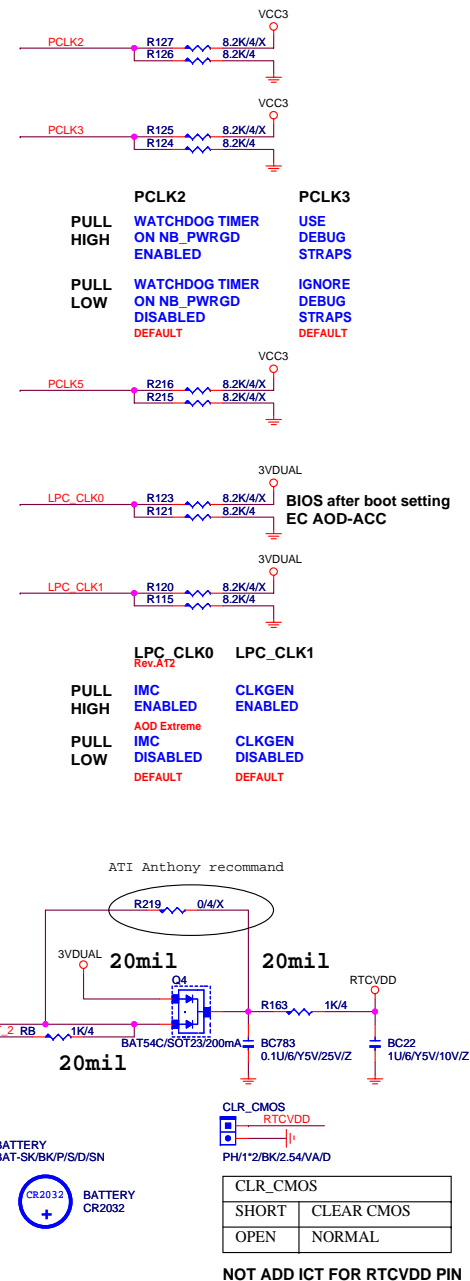 VCC3
PCLK2 R127 8.2K/4/X
R126 8.2K/4
VCC3
PCLK3 R125 8.2K/4/X
R124 8.2K/4
PCLK2 PCLK3
PULL HIGH WATCHDOG TIMER ON NB_PWRGD ENABLED USE DEBUG STRAPS
PULL LOW WATCHDOG TIMER ON NB_PWRGD DISABLED IGNORE DEBUG STRAPS
DEFAULT DEFAULT
VCC3
PCLK5 R216 8.2K/4/X
R215 8.2K/4
3VDUAL
LPC_CLK0 R123 8.2K/4/X BIOS after boot setting
R121 8.2K/4 EC AOD-ACC
3VDUAL
LPC_CLK1 R120 8.2K/4/X
R115 8.2K/4
LPC_CLK0 LPC_CLK1
Rev.A12
PULL HIGH IMC ENABLED CLKGEN ENABLED
AOD Extreme
PULL LOW IMC DISABLED CLKGEN DISABLED
DEFAULT DEFAULT
ATI Anthony recommand
R219 0/4/X
3VDUAL 20mil 20mil
Q4 RTCVDD
R163 1K/4
_2 RB 1K/4
BAT54C/SOT23/200mA BC783 BC22
0.1U/6/Y5V/25V/Z 1U/6/Y5V/10V/Z
20mil
CLR_CMOS
RTCVDD
PH/1*2/BK/2.54/VA/D
BATTERY
BAT-SK/BK/P/S/D/SN
CR2032 + BATTERY
CR2032
CLR_CMOS
SHORT CLEAR CMOS
OPEN NORMAL
NOT ADD ICT FOR RTCVDD PIN